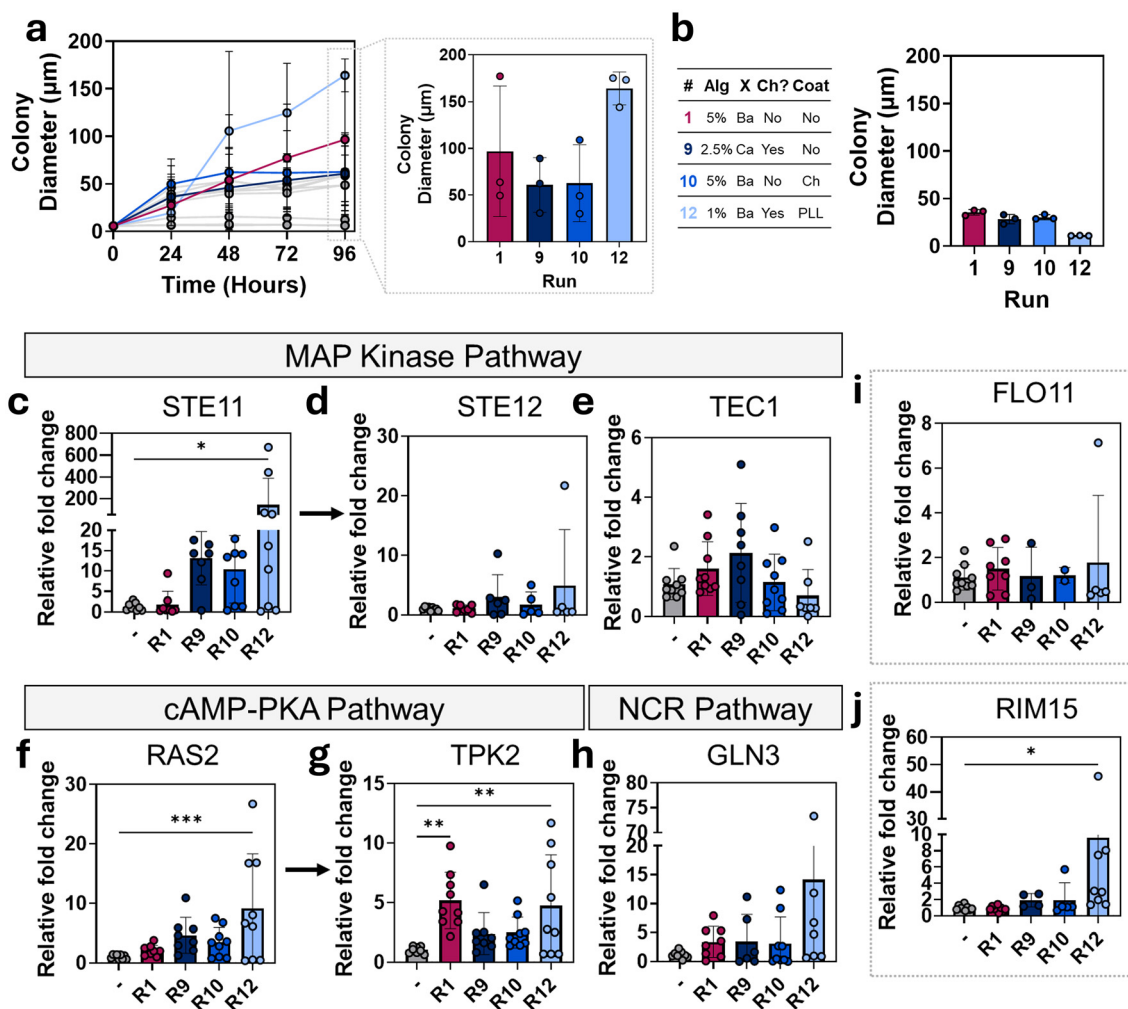 a
Colony
Diameter (µm)
200
150
100
50
0
0 24 48 72 96
Time (Hours)
Colony
Diameter (µm)
200
150
100
50
0
1 9 10 12
Run
b
# Alg X Ch? Coat
1 5% Ba No No
9 2.5% Ca Yes No
10 5% Ba No Ch
12 1% Ba Yes PLL
Colony
Diameter (µm)
200
150
100
50
0
1 9 10 12
Run
MAP Kinase Pathway
c
STE11
Relative fold change
800
600
400
200
20
15
10
5
0
*
- R1 R9 R10 R12
d
STE12
Relative fold change
30
20
10
0
- R1 R9 R10 R12
e
TEC1
Relative fold change
6
4
2
0
- R1 R9 R10 R12
i
FLO11
Relative fold change
8
6
4
2
0
- R1 R9 R10 R12
cAMP-PKA Pathway
NCR Pathway
f
RAS2
Relative fold change
30
20
10
0
***
- R1 R9 R10 R12
g
TPK2
Relative fold change
15
10
5
0
**
**
- R1 R9 R10 R12
h
GLN3
Relative fold change
80
75
70
20
15
10
5
0
- R1 R9 R10 R12
j
RIM15
Relative fold change
60
50
40
30
10
8
6
4
2
0
*
- R1 R9 R10 R12